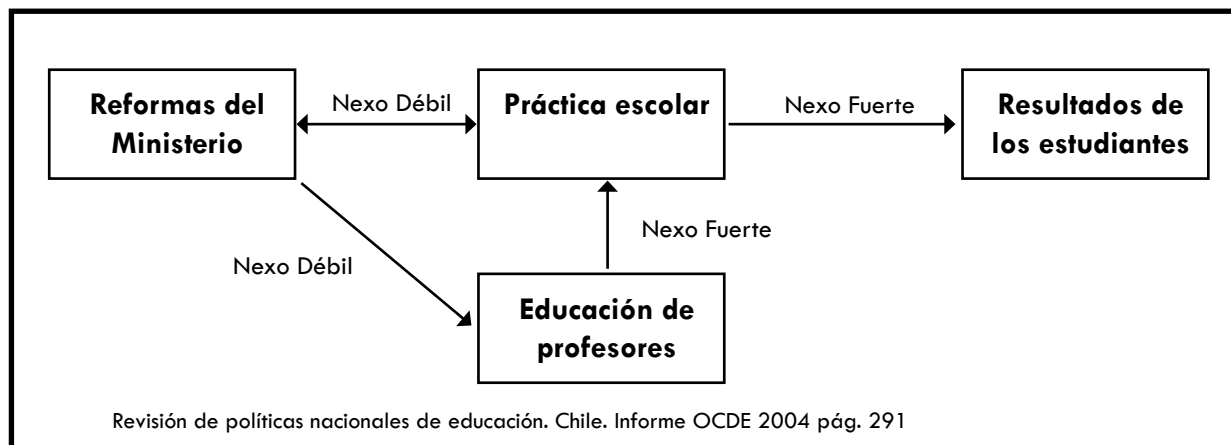 Reformas del
Ministerio
Nexo Débil
Práctica escolar
Nexo Fuerte
Resultados de
los estudiantes
Nexo Débil
Nexo Fuerte
Educación de
profesores
Revisión de políticas nacionales de educación. Chile. Informe OCDE 2004 pág. 291